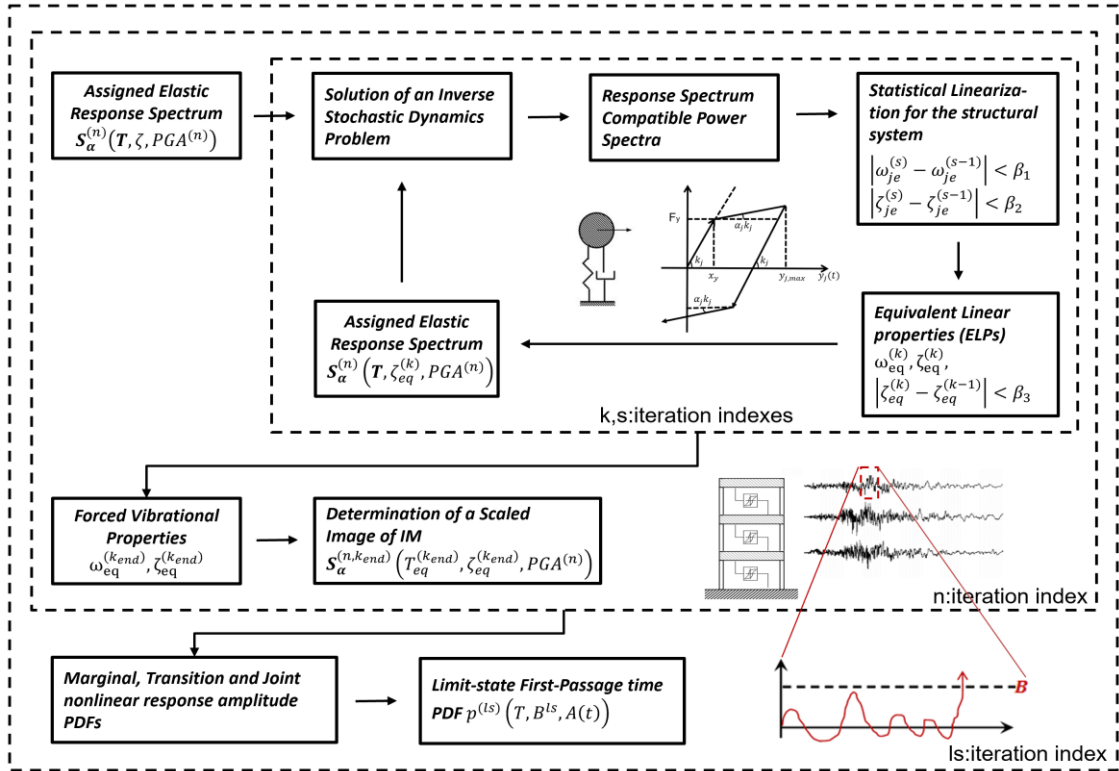 Assigned Elastic
Response Spectrum
S_α^(n)(T, ζ, PGA^(n))
Solution of an Inverse
Stochastic Dynamics
Problem
Response Spectrum
Compatible Power
Spectra
Statistical Lineariza-
tion for the structural
system
|ω_je^(s) − ω_je^(s−1)| < β₁
|ζ_je^(s) − ζ_je^(s−1)| < β₂
F_y
α_j k_j
k_j
x_y
k_j
y_j,max
y_j(t)
α_j k_j
Assigned Elastic
Response Spectrum
S_α^(n)(T, ζ_eq^(k), PGA^(n))
Equivalent Linear
properties (ELPs)
ω_eq^(k), ζ_eq^(k),
|ζ_eq^(k) − ζ_eq^(k−1)| < β₃
k,s:iteration indexes
Forced Vibrational
Properties
ω_eq^(k_end), ζ_eq^(k_end)
Determination of a Scaled
Image of IM
S_α^(n,k_end)(T_eq^(k_end), ζ_eq^(k_end), PGA^(n))
n:iteration index
Marginal, Transition and Joint
nonlinear response amplitude
PDFs
Limit-state First-Passage time
PDF p^(ls)(T, B^ls, A(t))
B
ls:iteration index